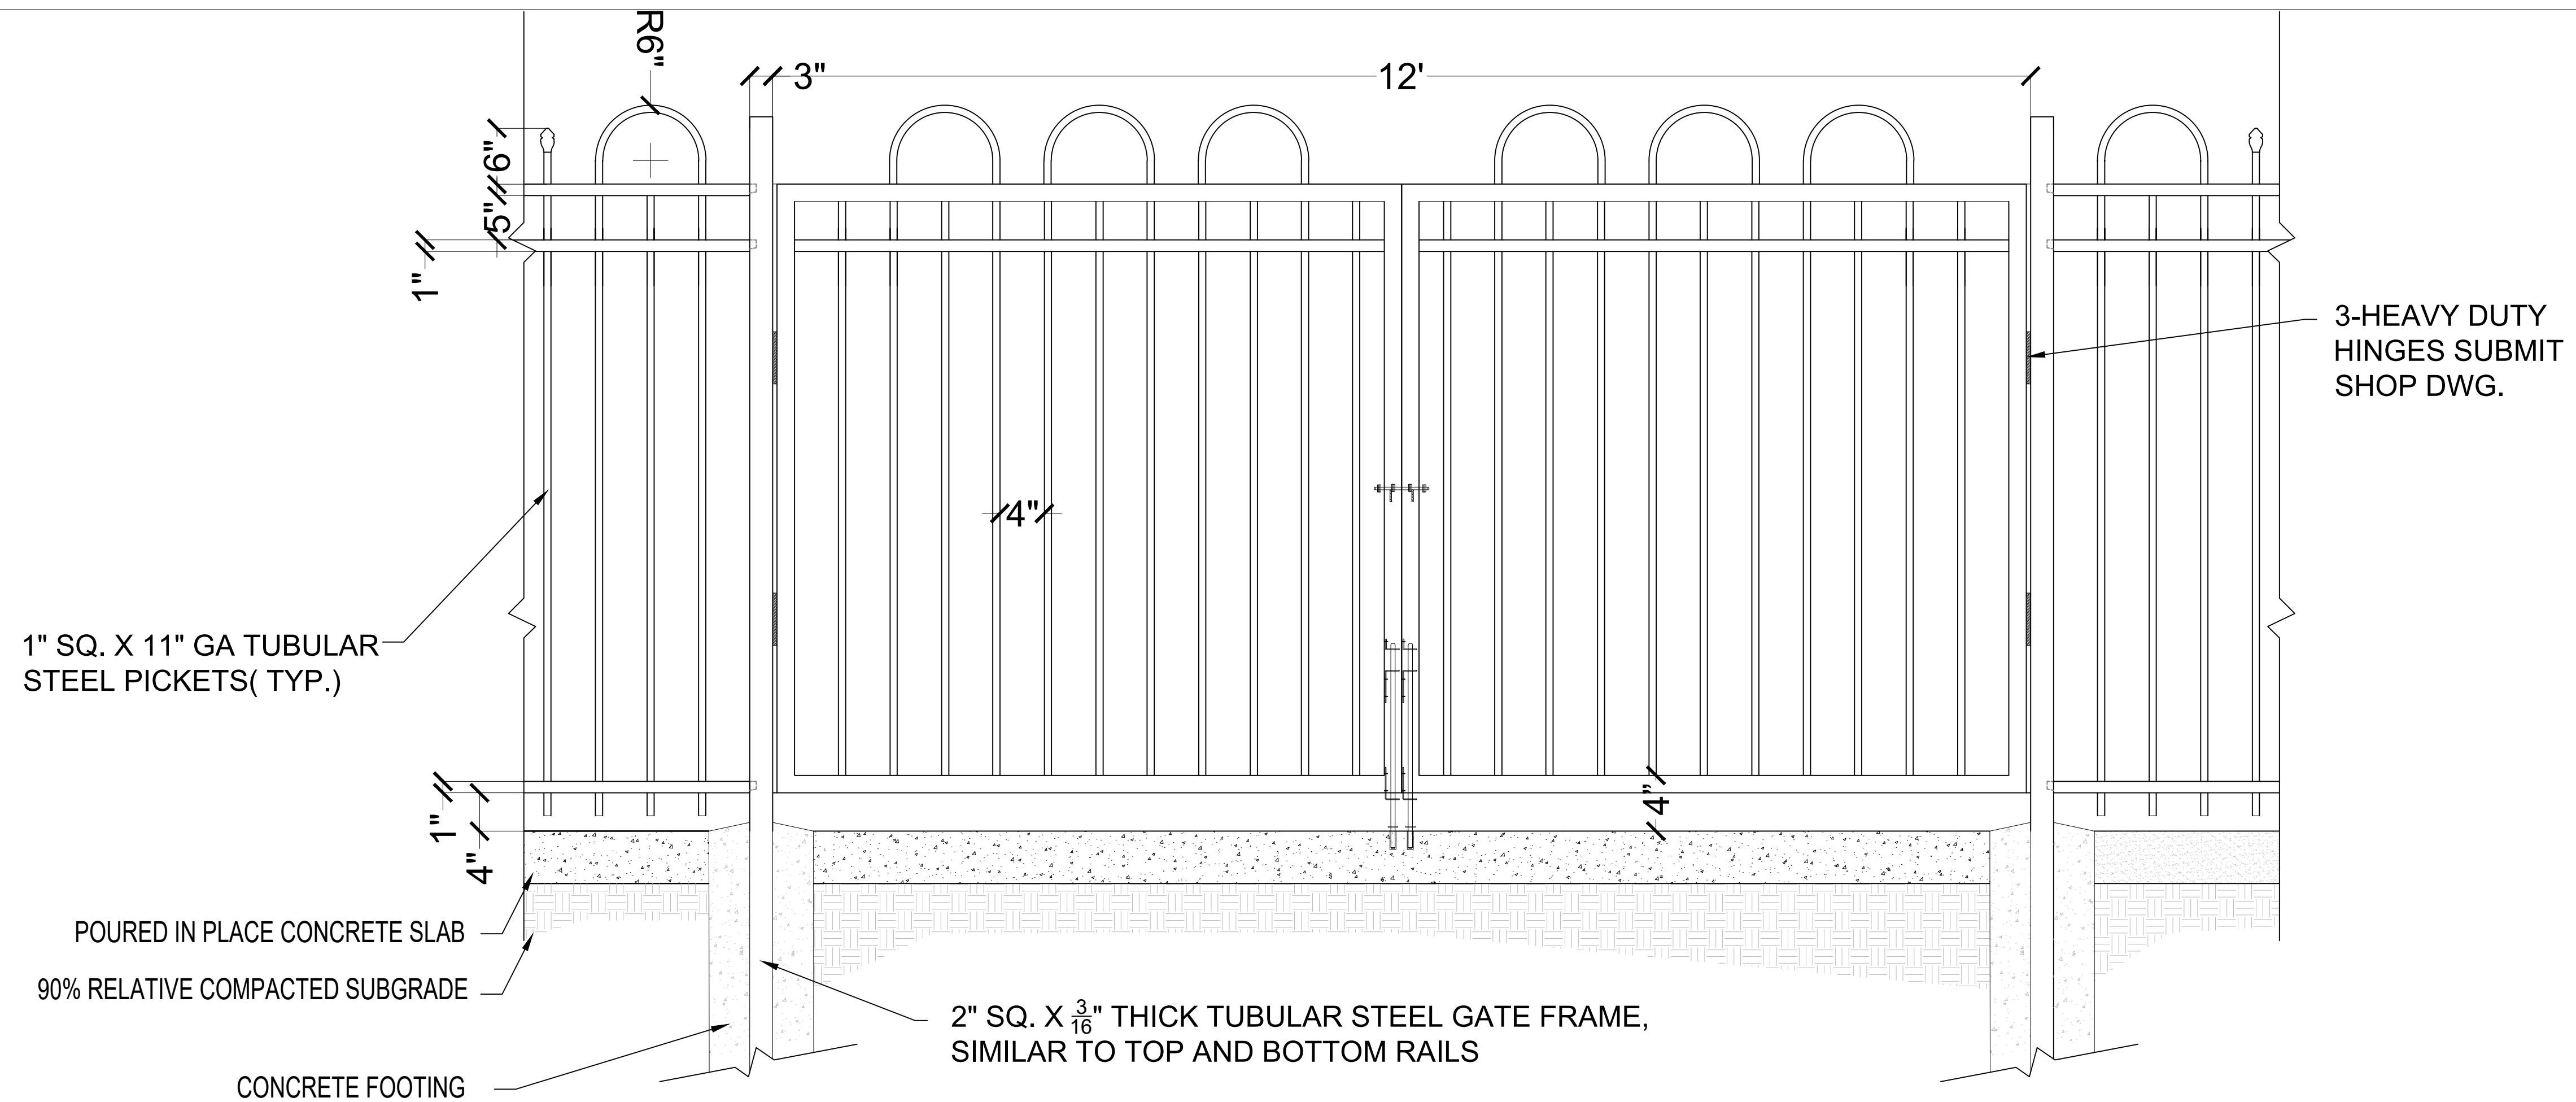 R6"
3"
12'
6"
5"
1"
3-HEAVY DUTY
HINGES SUBMIT
SHOP DWG.
4"
1" SQ. X 11" GA TUBULAR
STEEL PICKETS( TYP.)
4"
1"
4"
POURED IN PLACE CONCRETE SLAB
90% RELATIVE COMPACTED SUBGRADE
2" SQ. X 3/16" THICK TUBULAR STEEL GATE FRAME,
SIMILAR TO TOP AND BOTTOM RAILS
CONCRETE FOOTING